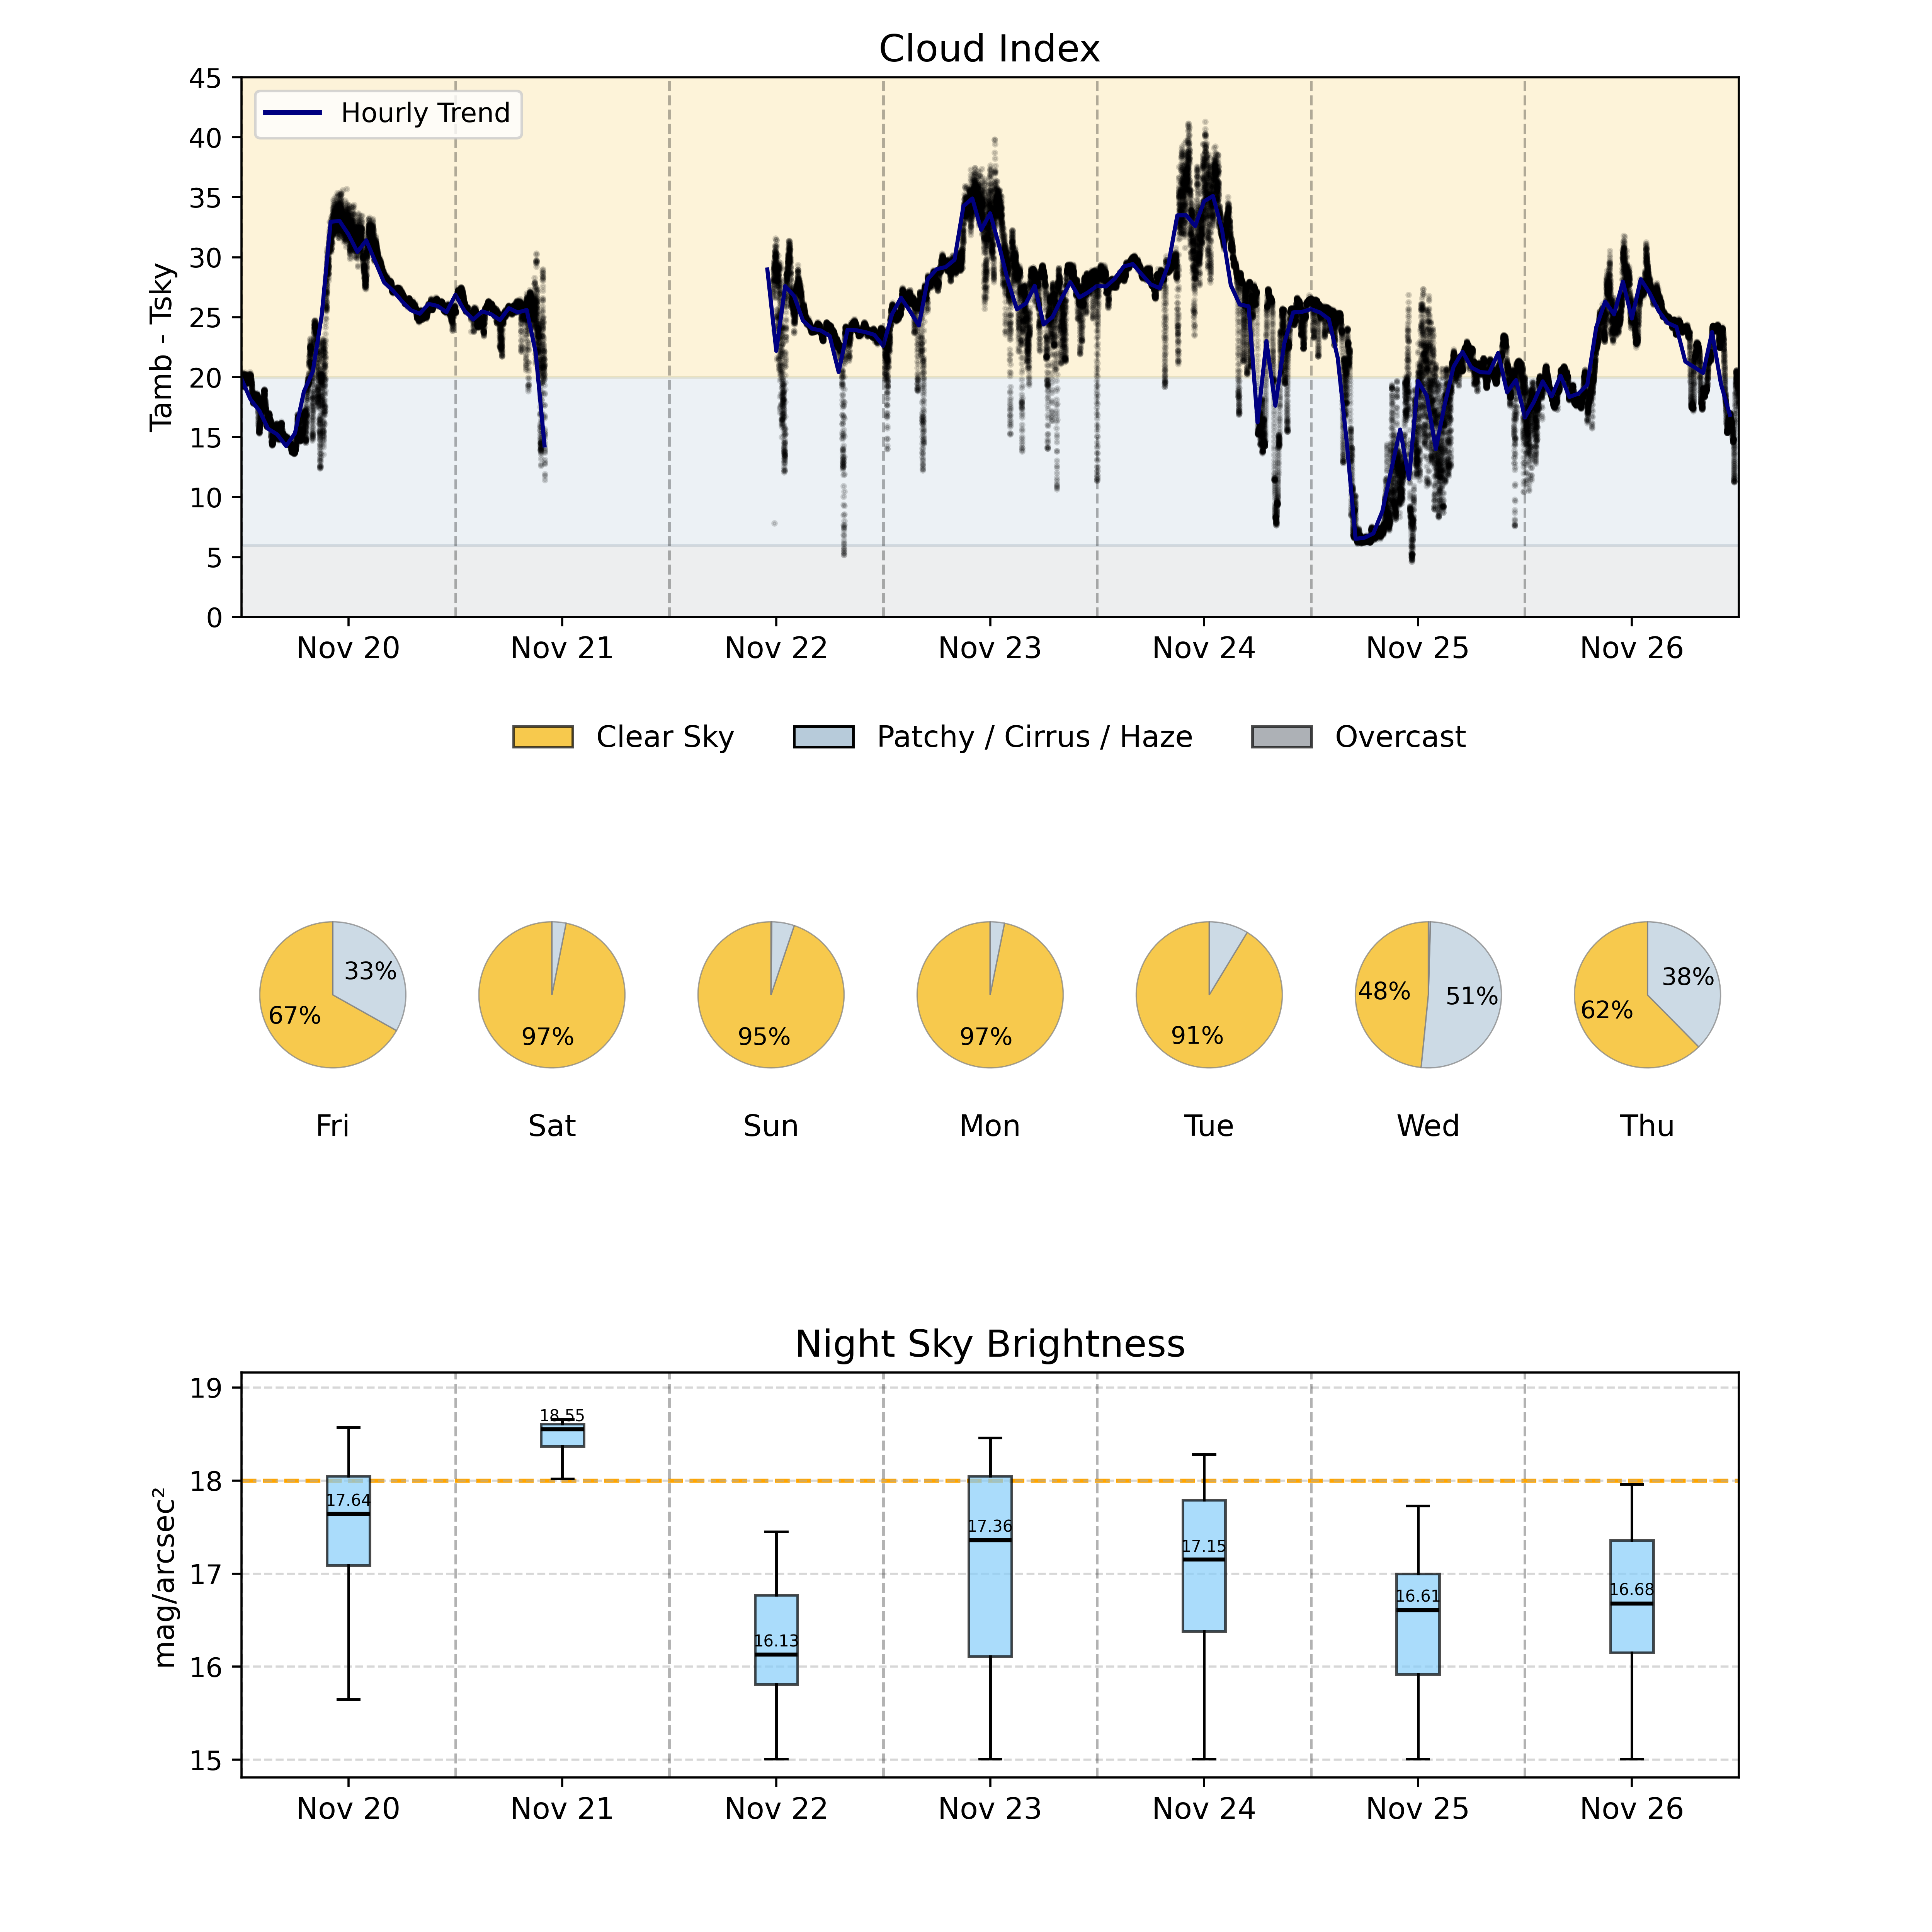 Cloud Index
45
40
35
30
25
20
15
10
5
0
Tamb - Tsky
Hourly Trend
Nov 20 Nov 21 Nov 22 Nov 23 Nov 24 Nov 25 Nov 26
Clear Sky Patchy / Cirrus / Haze Overcast
33% 67% 97% 95% 97% 91% 48% 51% 38% 62%
Fri Sat Sun Mon Tue Wed Thu
Night Sky Brightness
19
18
17
16
15
mag/arcsec²
17.64 18.55 16.13 17.36 17.15 16.61 16.68
Nov 20 Nov 21 Nov 22 Nov 23 Nov 24 Nov 25 Nov 26